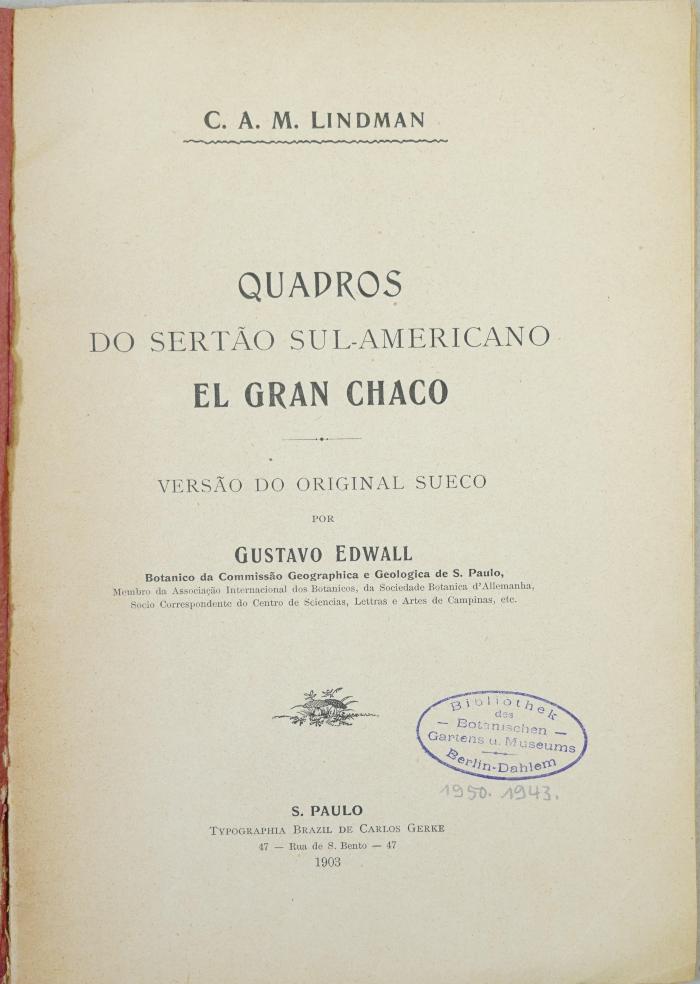 C. A. M. LINDMAN
QUADROS
DO SERTÃO SUL-AMERICANO
EL GRAN CHACO
VERSÃO DO ORIGINAL SUECO
POR
GUSTAVO EDWALL
Botanico da Commissão Geographica e Geologica de S. Paulo,
Membro da Associação Internacional dos Botanicos, da Sociedade Botanica d'Allemanha,
Socio Correspondente do Centro de Sciencias, Lettras e Artes de Campinas, etc.
Bibliothek
des
— Botanischen —
Gartens u. Museums
Berlin-Dahlem
1950. 1943.
S. PAULO
TYPOGRAPHIA BRAZIL DE CARLOS GERKE
47 — Rua de S. Bento — 47
1903